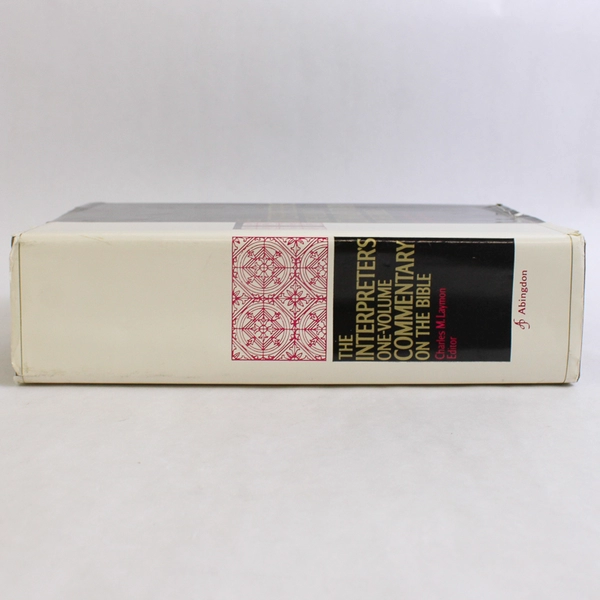 THE
INTERPRETER'S
ONE-VOLUME
COMMENTARY
ON THE BIBLE
Charles M. Laymon
Editor
Abingdon